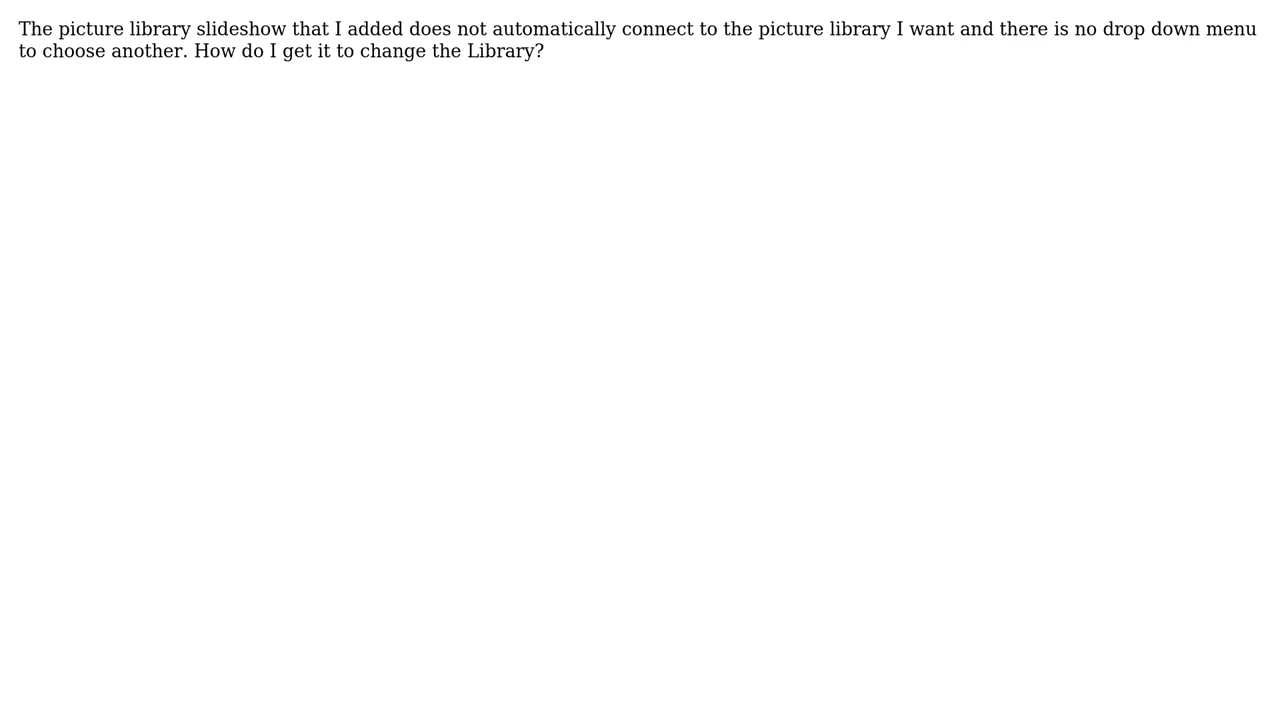 The picture library slideshow that I added does not automatically connect to the picture library I want and there is no drop down menu
to choose another. How do I get it to change the Library?